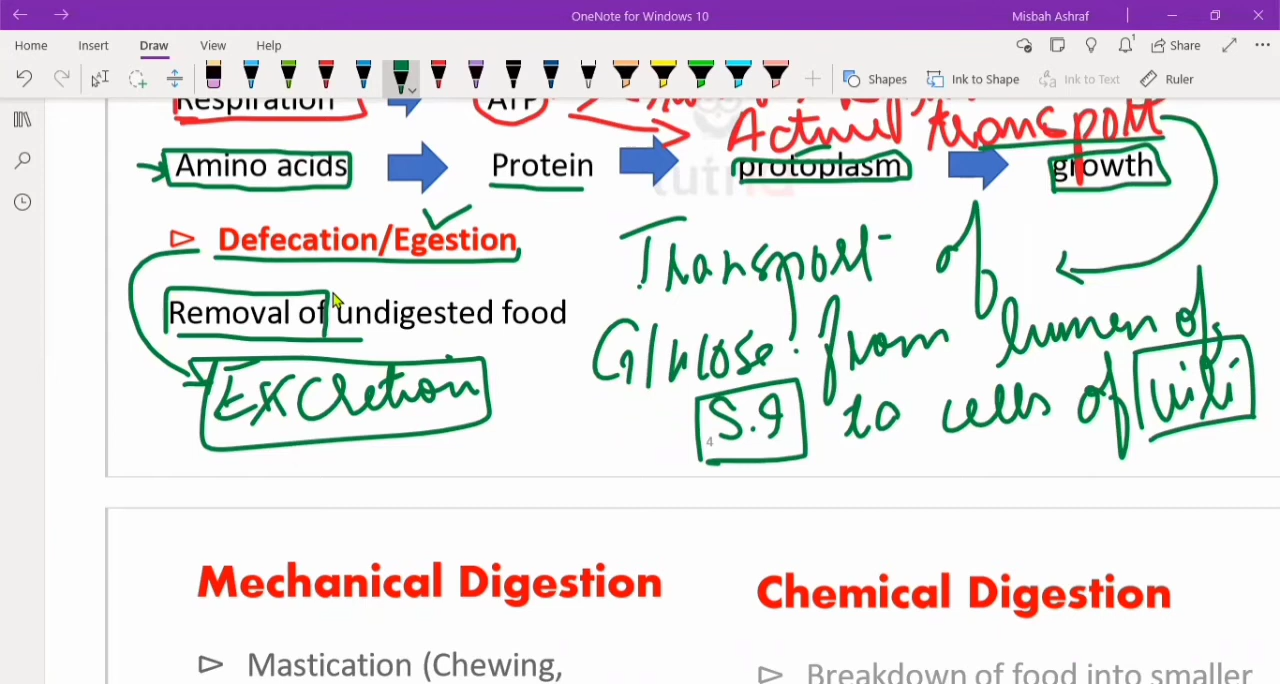 OneNote for Windows 10
Misbah Ashraf
Home Insert Draw View Help
Share
Shapes Ink to Shape Ink to Text Ruler
Respiration ATP
Active transport
Amino acids Protein protoplasm growth
Defecation/Egestion
Removal of undigested food
Excretion
Transport of
Glucose from lumen of
S.I to cells of villi
4
Mechanical Digestion
Chemical Digestion
Mastication (Chewing,
Breakdown of food into smaller